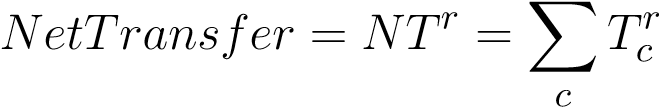 NetTransfer = NT^r = \sum_c T_c^r